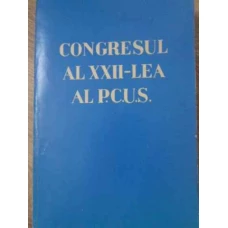 CONGRESUL
AL XXII-LEA
AL P.C.U.S.